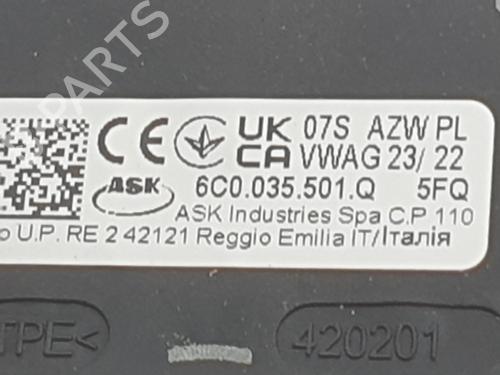 PARTS
CE UK CA 07S AZW PL
VWAG 23/ 22
ASK 6C0.035.501.Q 5FQ
ASK Industries Spa C.P 110
o U.P. RE 2 42121 Reggio Emilia IT/Італія
TPE<
420201